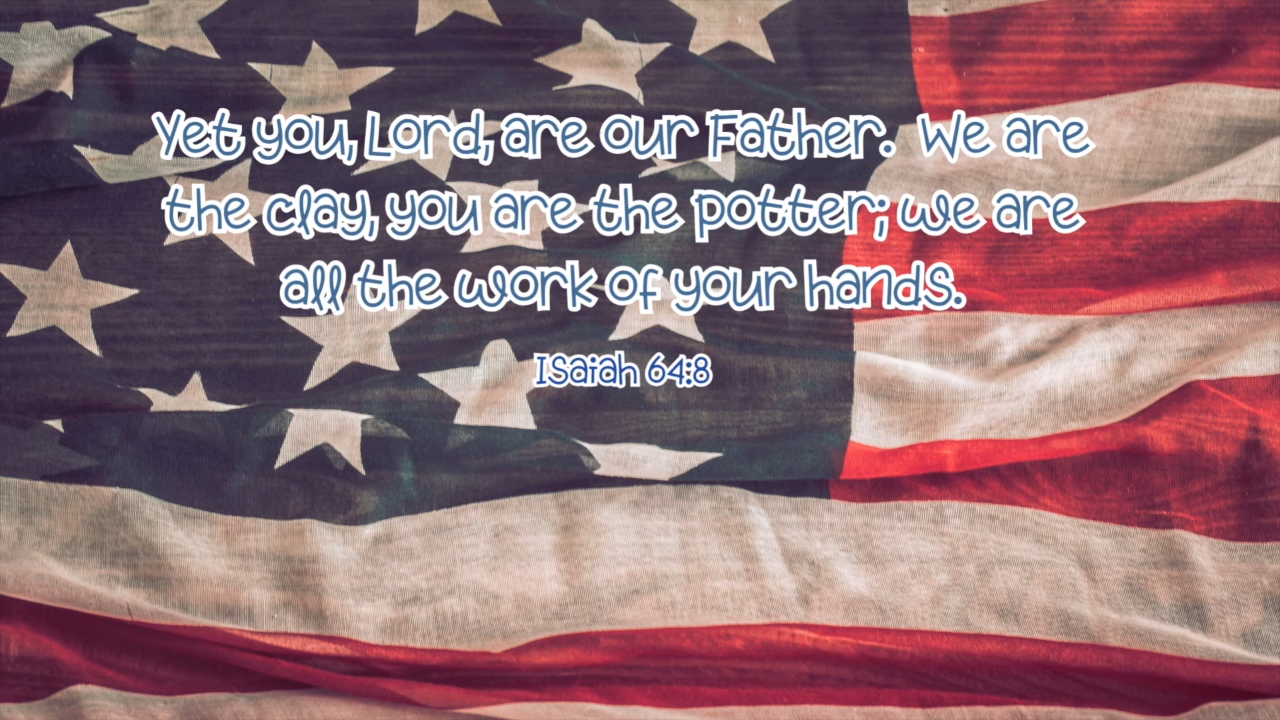 Yet you, Lord, are our Father.  We are
the clay, you are the potter; we are
all the work of your hands.
Isaiah 64:8